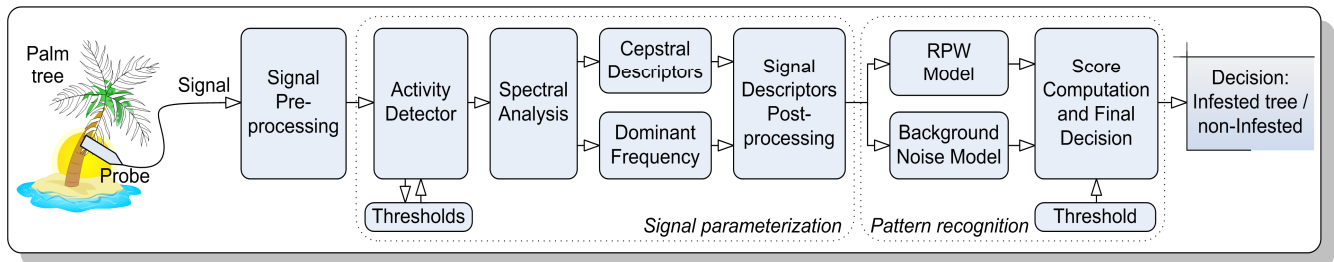 Palm
tree
Signal
Probe
Signal
Pre-
processing
Activity
Detector
Thresholds
Spectral
Analysis
Cepstral
Descriptors
Dominant
Frequency
Signal
Descriptors
Post-
processing
Signal parameterization
RPW
Model
Background
Noise Model
Score
Computation
and Final
Decision
Threshold
Pattern recognition
Decision:
Infested tree /
non-Infested